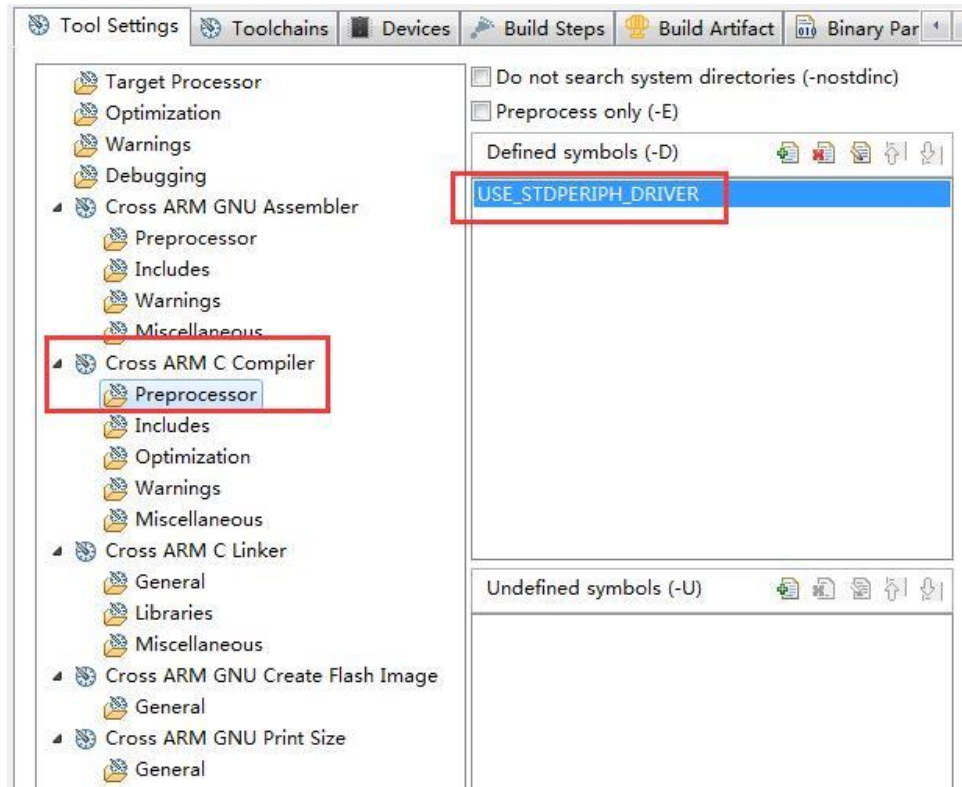 Tool Settings
Toolchains
Devices
Build Steps
Build Artifact
Binary Par
Target Processor
Optimization
Warnings
Debugging
Cross ARM GNU Assembler
Preprocessor
Includes
Warnings
Miscellaneous
Cross ARM C Compiler
Preprocessor
Includes
Optimization
Warnings
Miscellaneous
Cross ARM C Linker
General
Libraries
Miscellaneous
Cross ARM GNU Create Flash Image
General
Cross ARM GNU Print Size
General
Do not search system directories (-nostdinc)
Preprocess only (-E)
Defined symbols (-D)
USE_STDPERIPH_DRIVER
Undefined symbols (-U)